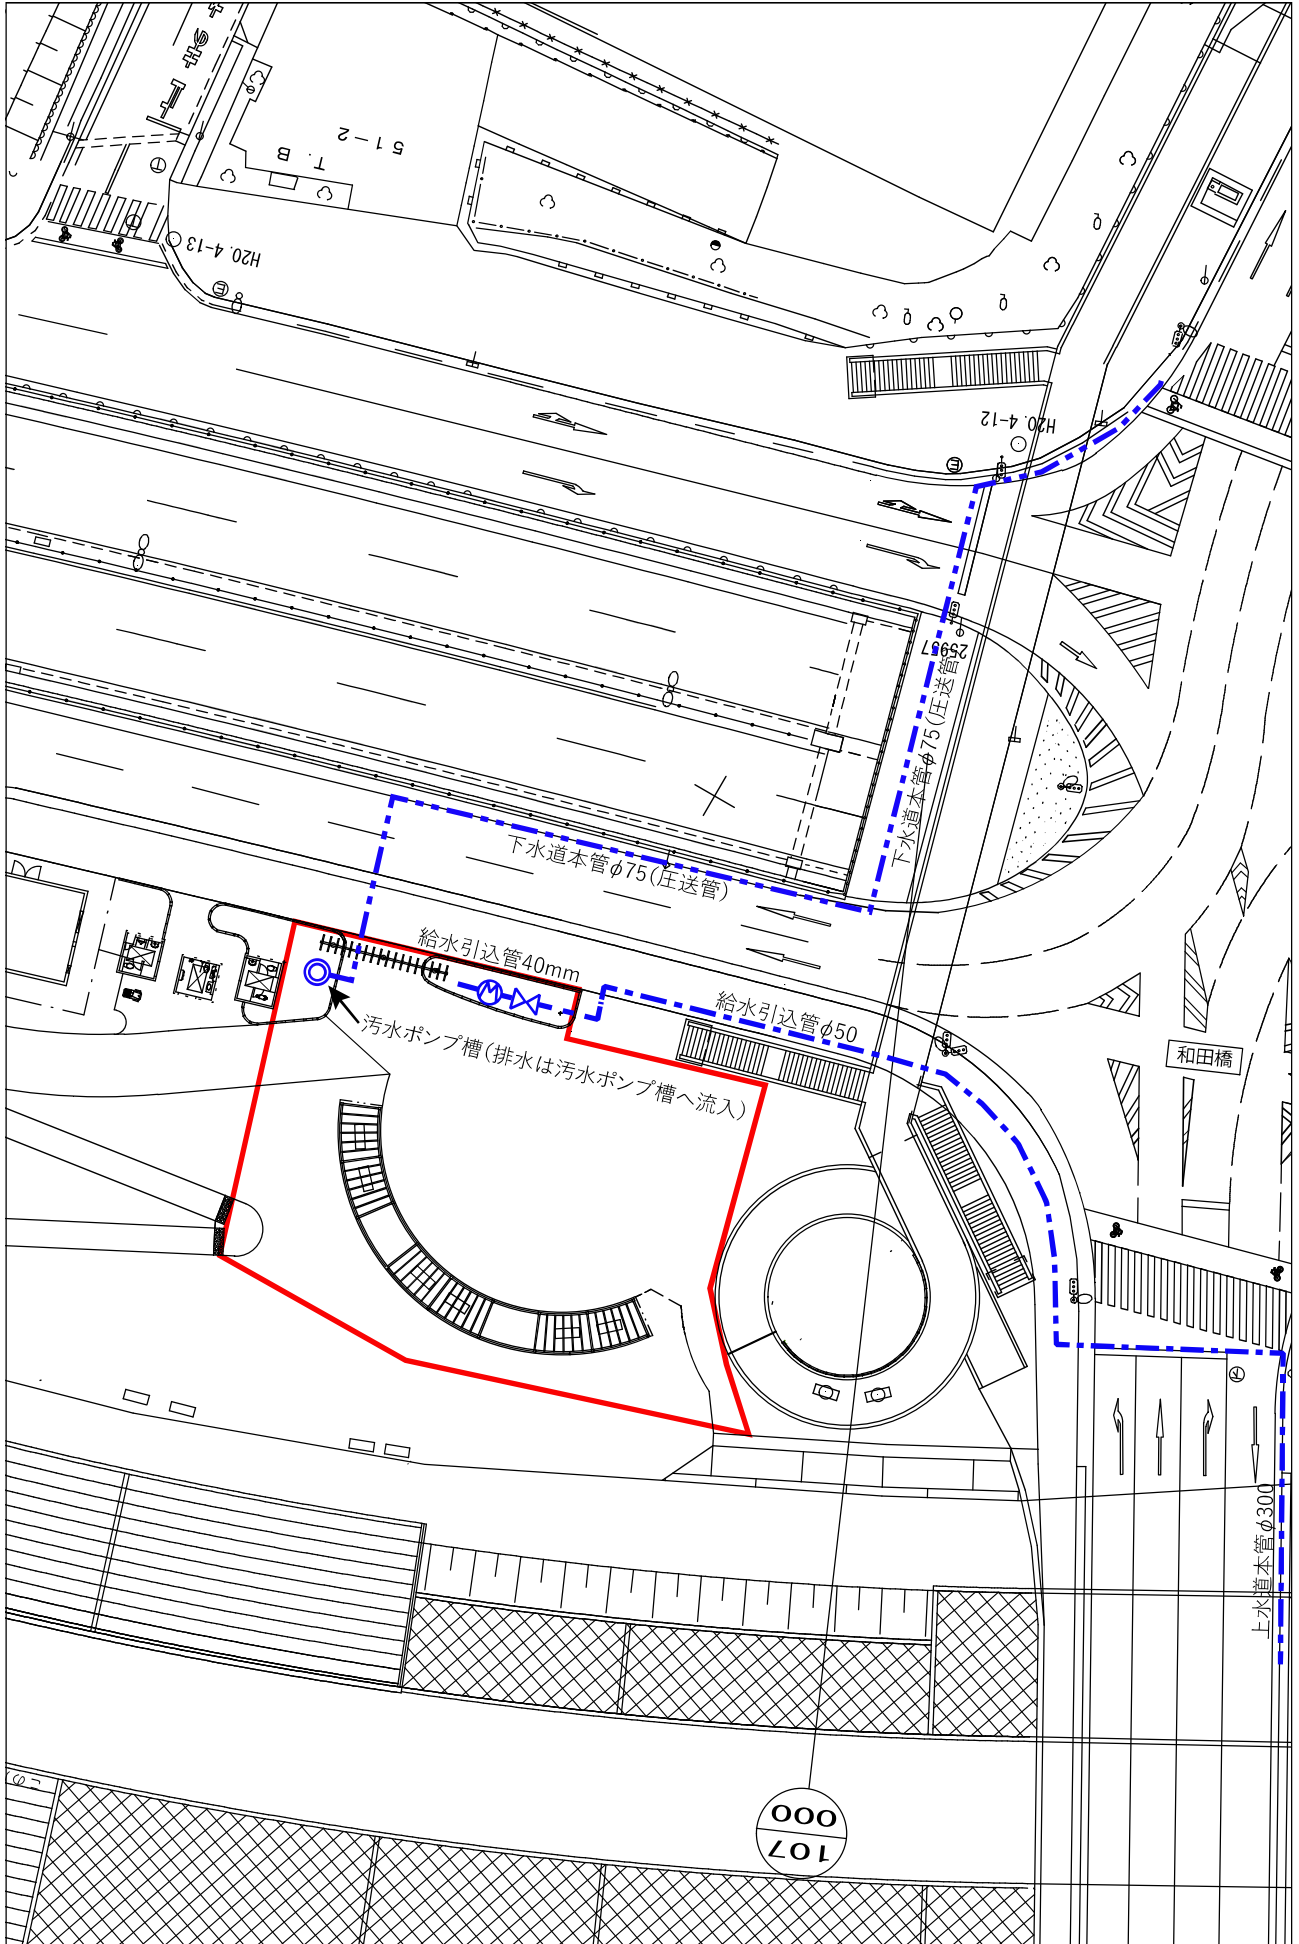 51-2
T. B
H20.4-13
H20.4-12
25957
下水道本管φ75(圧送管)
下水道本管φ75(圧送管)
給水引込管40mm
給水引込管φ50
汚水ポンプ槽(排水は汚水ポンプ槽へ流入)
和田橋
上水道本管φ300
000
107